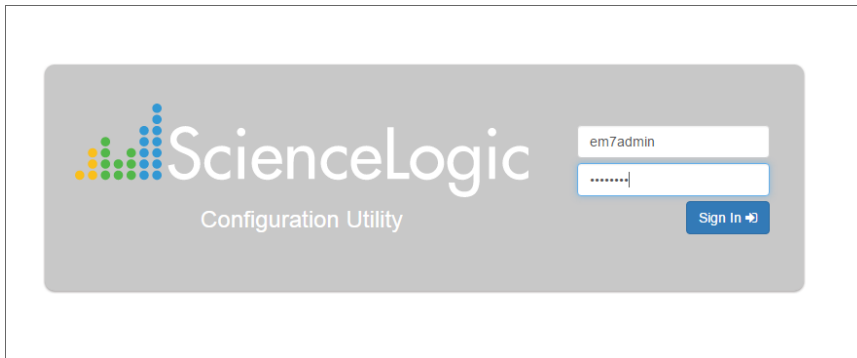 ScienceLogic
Configuration Utility
em7admin
••••••••
Sign In